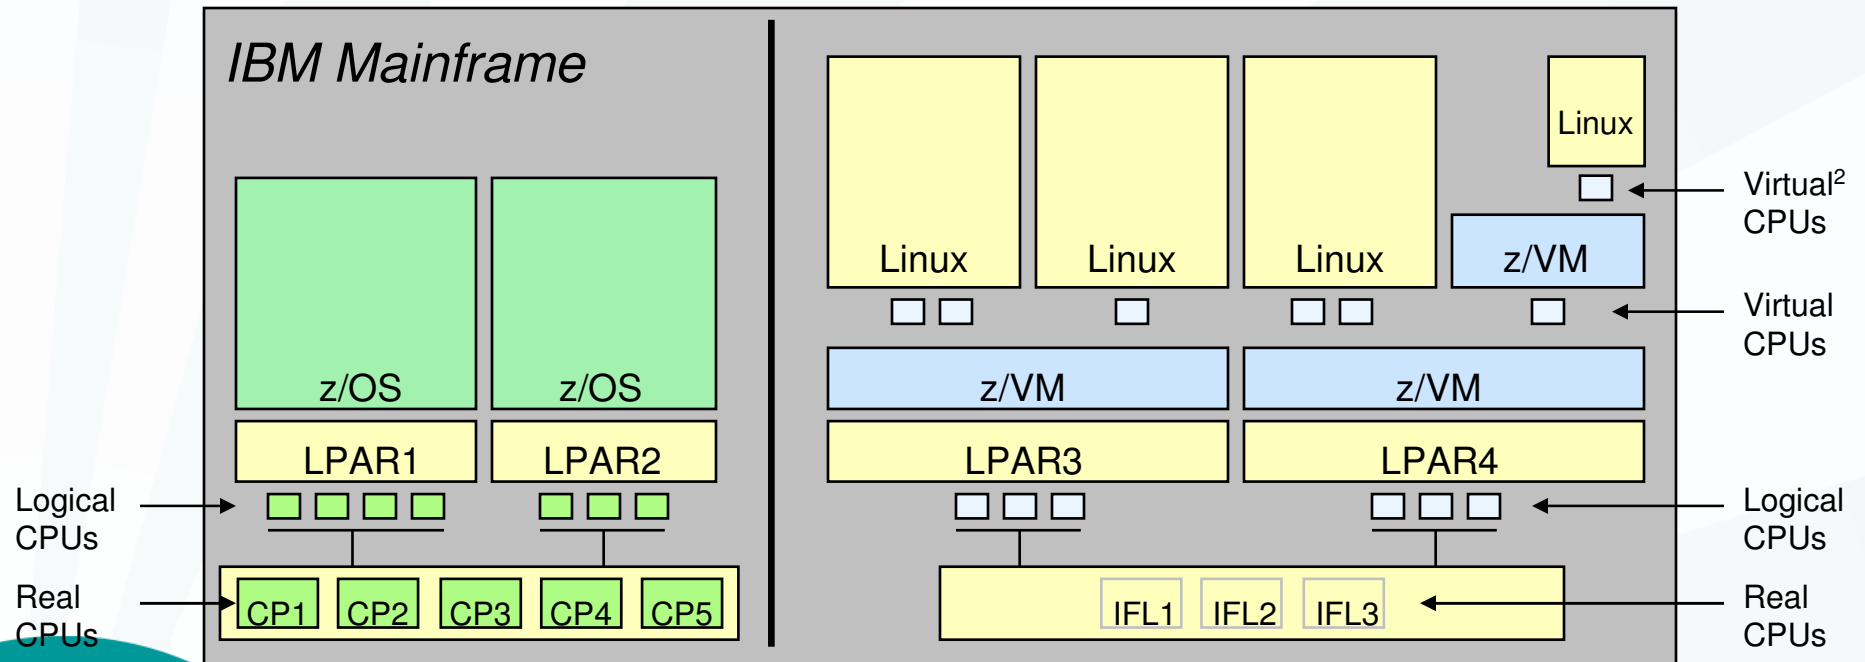 IBM Mainframe
Linux
Virtual² CPUs
Linux
Linux
Linux
z/VM
Virtual
CPUs
z/OS
z/OS
z/VM
z/VM
LPAR1
LPAR2
LPAR3
LPAR4
Logical
CPUs
Logical
CPUs
Real
CPUs
CP1
CP2
CP3
CP4
CP5
IFL1
IFL2
IFL3
Real
CPUs